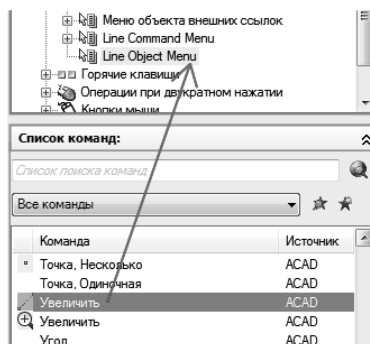 Меню объекта внешних ссылок
Line Command Menu
Line Object Menu
Горячие клавиши
Операции при двукратном нажатии
Кнопки мыши
Список команд:
Список поиска команд
Все команды
Команда Источник
Точка, Несколько ACAD
Точка, Одиночная ACAD
Увеличить ACAD
Увеличить ACAD
Угол ACAD